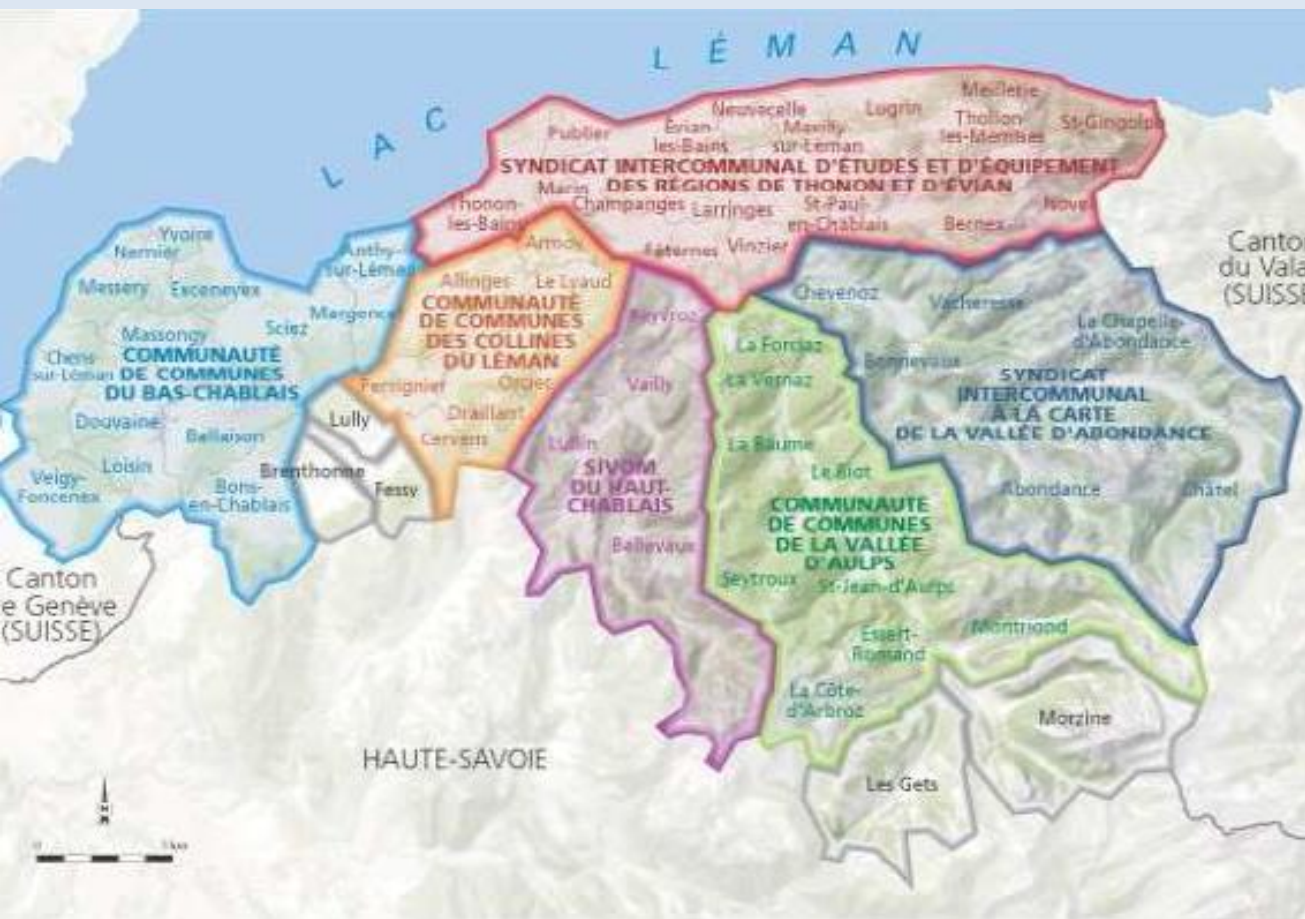 LAC LÉMAN
Meillerie
Neuvecelle
Lugrin
Publier
Évian-
les-Bains
Maxilly-
sur-Léman
Thollon-
les-Memises
St-Gingolph
SYNDICAT INTERCOMMUNAL D'ÉTUDES ET D'ÉQUIPEMENT
DES RÉGIONS DE THONON ET D'ÉVIAN
Marin
Champanges
Larringes
St-Paul-
en-Chablais
Novel
Thonon-
les-Bains
Bernex
Féternes
Vinzier
Yvoire
Nernier
Messery
Excenevex
Anthy-
sur-Léman
Margencel
Sciez
Massongy
Chens-
sur-Léman
COMMUNAUTÉ
DE COMMUNES
DU BAS-CHABLAIS
Douvaine
Ballaison
Loisin
Veigy-
Foncenex
Bons-
en-Chablais
Armoy
Allinges
Le Lyaud
COMMUNAUTÉ
DE COMMUNES
DES COLLINES
DU LÉMAN
Perrignier
Orcier
Draillant
Cervens
Lully
Brenthonne
Fessy
Reyvroz
Vailly
Lullin
SIVOM
DU HAUT-
CHABLAIS
Bellevaux
La Forclaz
La Vernaz
La Baume
Le Biot
COMMUNAUTÉ
DE COMMUNES
DE LA VALLÉE
D'AULPS
Seytroux
St-Jean-d'Aulps
Essert-
Romand
Montriond
La Côte-
d'Arbroz
Chevenoz
Vacheresse
La Chapelle-
d'Abondance
Bonnevaux
SYNDICAT
INTERCOMMUNAL
À LA CARTE
DE LA VALLÉE D'ABONDANCE
Abondance
Châtel
Morzine
Les Gets
HAUTE-SAVOIE
Canto
du Vala
(SUISSE
Canton
e Genève
(SUISSE)
N
0